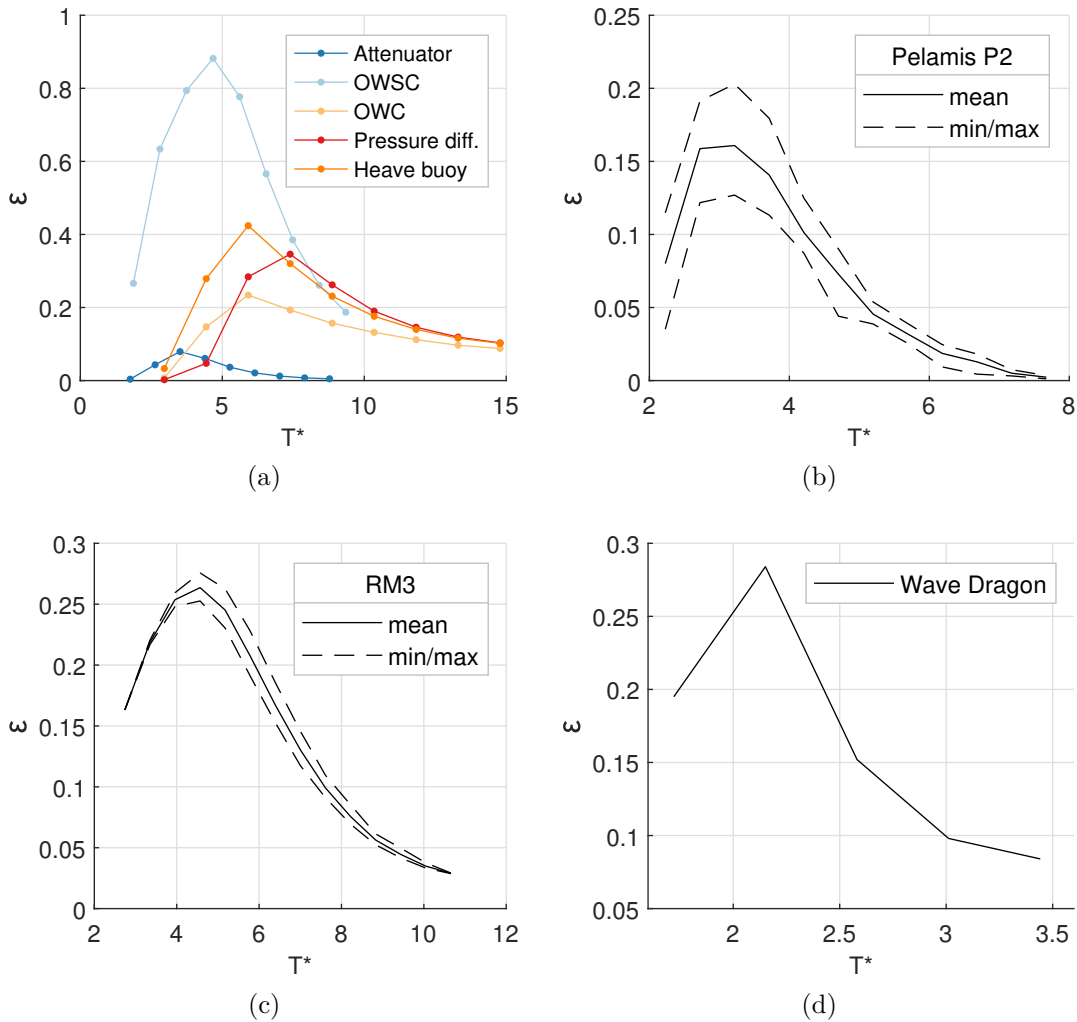 1
0.8
0.6
0.4
0.2
0
ε
0 5 10 15
T*
Attenuator
OWSC
OWC
Pressure diff.
Heave buoy
(a)
0.25
0.2
0.15
0.1
0.05
0
ε
2 4 6 8
T*
Pelamis P2
mean
min/max
(b)
0.3
0.25
0.2
0.15
0.1
0.05
0
ε
2 4 6 8 10 12
T*
RM3
mean
min/max
(c)
0.3
0.25
0.2
0.15
0.1
0.05
ε
2 2.5 3 3.5
T*
Wave Dragon
(d)